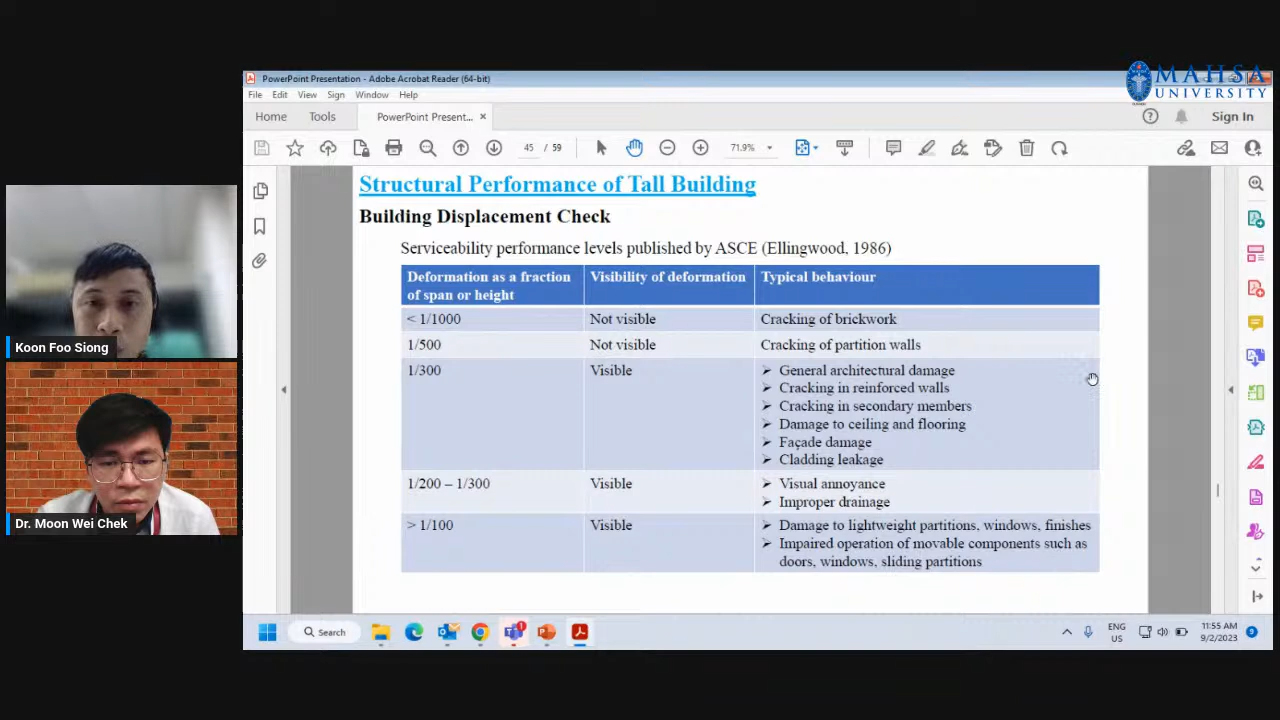 PowerPoint Presentation - Adobe Acrobat Reader (64-bit)
MAHSA
UNIVERSITY
File Edit View Sign Window Help
Home Tools PowerPoint Present... × Sign In
45 / 59 71.9%
Structural Performance of Tall Building
Building Displacement Check
Serviceability performance levels published by ASCE (Ellingwood, 1986)
Deformation as a fraction of span or height Visibility of deformation Typical behaviour
< 1/1000 Not visible Cracking of brickwork
1/500 Not visible Cracking of partition walls
1/300 Visible ➢ General architectural damage
➢ Cracking in reinforced walls
➢ Cracking in secondary members
➢ Damage to ceiling and flooring
➢ Façade damage
➢ Cladding leakage
1/200 – 1/300 Visible ➢ Visual annoyance
➢ Improper drainage
> 1/100 Visible ➢ Damage to lightweight partitions, windows, finishes
➢ Impaired operation of movable components such as
doors, windows, sliding partitions
Koon Foo Siong
Dr. Moon Wei Chek
Search
ENG
US
11:55 AM
9/2/2023